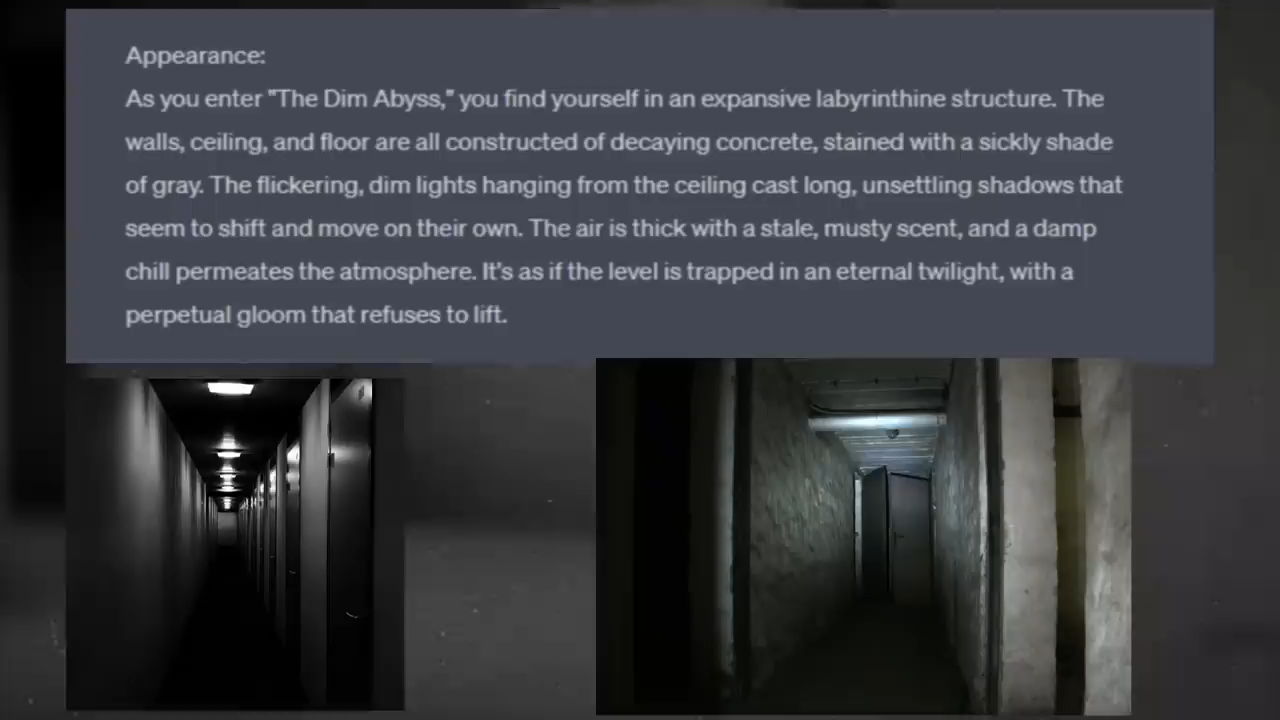 Appearance:
As you enter "The Dim Abyss," you find yourself in an expansive labyrinthine structure. The
walls, ceiling, and floor are all constructed of decaying concrete, stained with a sickly shade
of gray. The flickering, dim lights hanging from the ceiling cast long, unsettling shadows that
seem to shift and move on their own. The air is thick with a stale, musty scent, and a damp
chill permeates the atmosphere. It's as if the level is trapped in an eternal twilight, with a
perpetual gloom that refuses to lift.